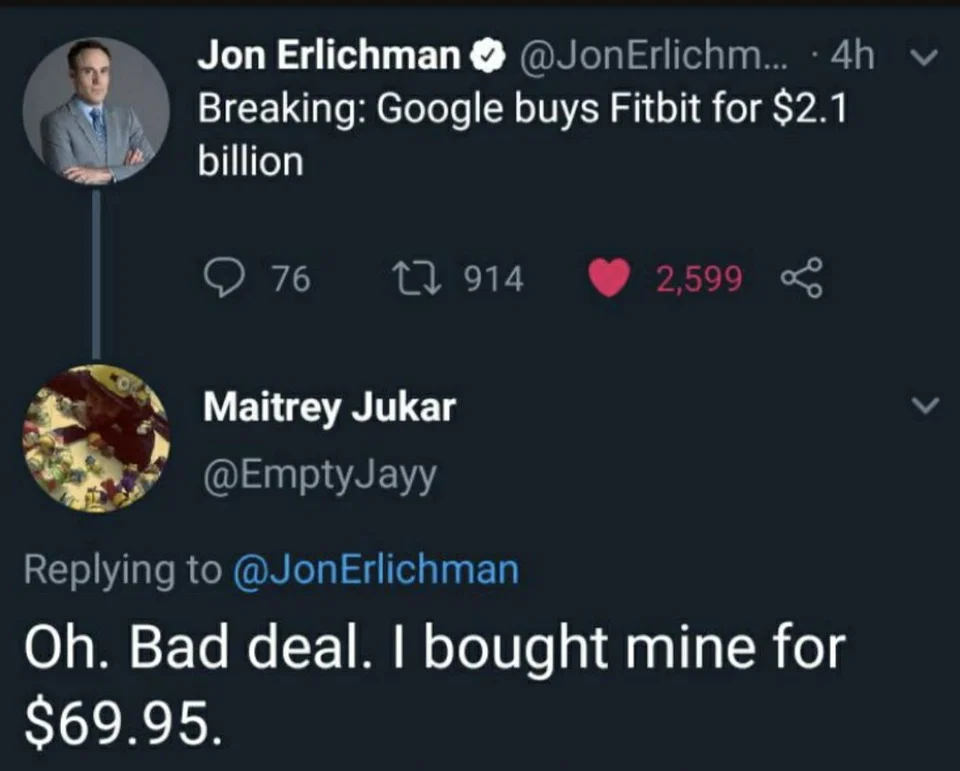 Jon Erlichman @JonErlichm... · 4h
Breaking: Google buys Fitbit for $2.1
billion
76 914 2,599
Maitrey Jukar
@EmptyJayy
Replying to @JonErlichman
Oh. Bad deal. I bought mine for
$69.95.